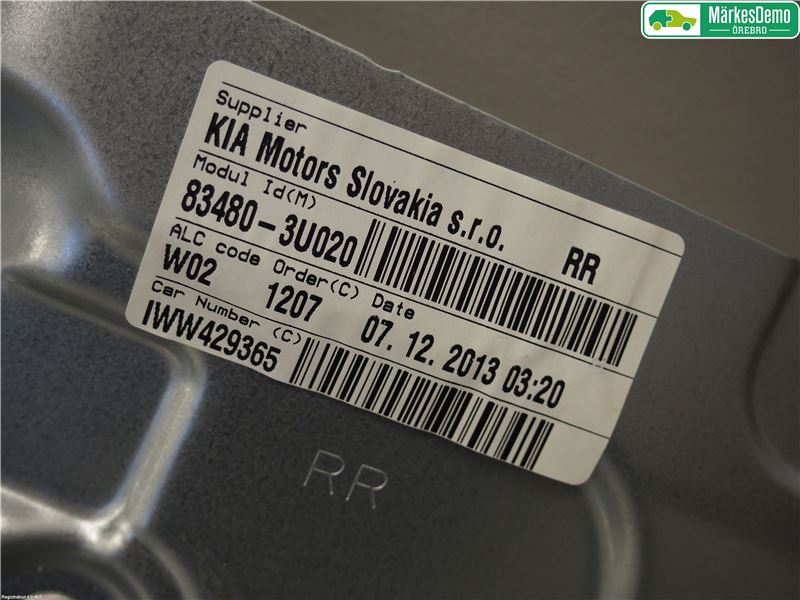 MärkesDemo
ÖREBRO
Supplier
KIA Motors Slovakia s.r.o.
Modul Id(M)
83480-3U020
RR
ALC code Order(C) Date
W02 1207 07. 12. 2013 03:20
Car Number (C)
IWW429365
RR